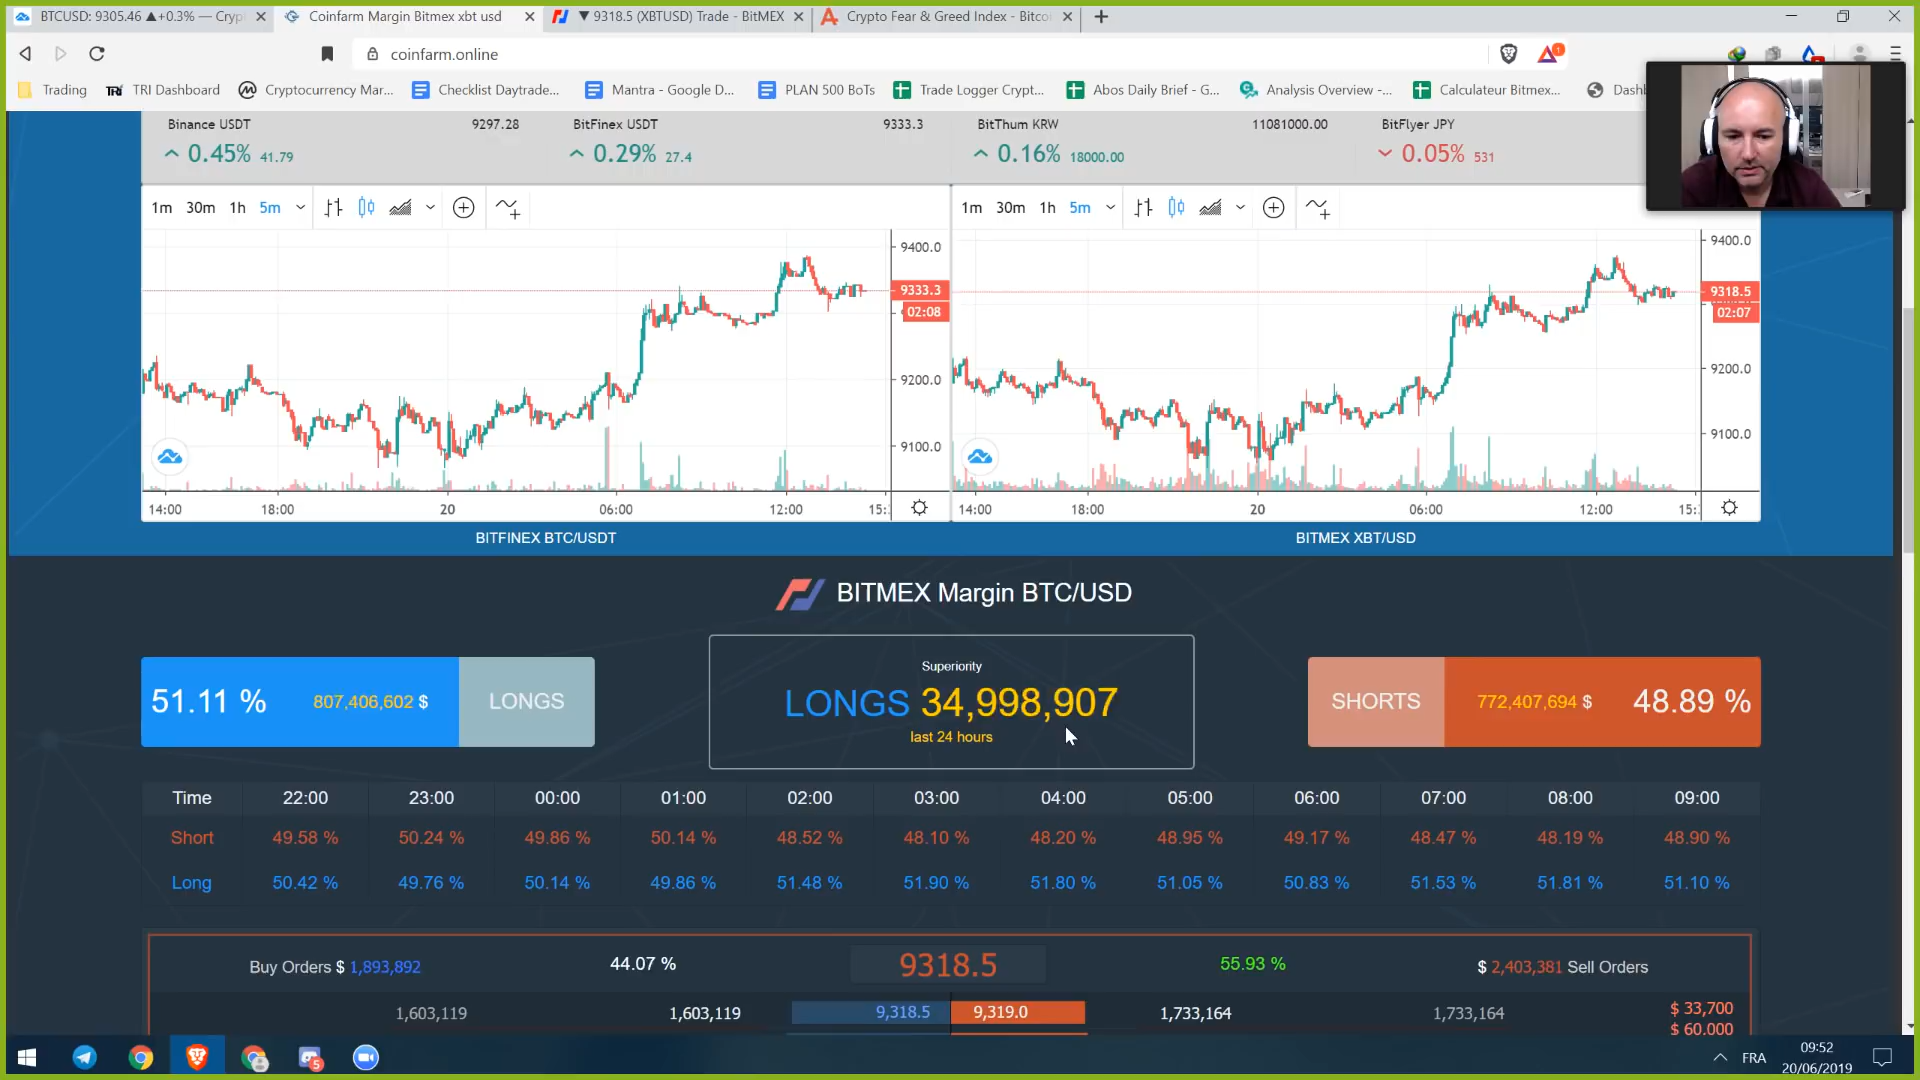 BTCUSD: 9305.46 ▲+0.3% — Cryp
Coinfarm Margin Bitmex xbt usd
▼ 9318.5 (XBTUSD) Trade - BitMEX
Crypto Fear & Greed Index - Bitco
coinfarm.online
Trading
TRI Dashboard
Cryptocurrency Mar...
Checklist Daytrade...
Mantra - Google D...
PLAN 500 BoTs
Trade Logger Crypt...
Abos Daily Brief - G...
Analysis Overview -...
Calculateur Bitmex...
Binance USDT 9297.28
0.45% 41.79
BitFinex USDT 9333.3
0.29% 27.4
BitThum KRW 11081000.00
0.16% 18000.00
BitFlyer JPY
0.05% 531
1m 30m 1h 5m
1m 30m 1h 5m
9400.0
9333.3
02:08
9200.0
9100.0
14:00 18:00 20 06:00 12:00
9400.0
9318.5
02:07
9200.0
9100.0
14:00 18:00 20 06:00 12:00
BITFINEX BTC/USDT
BITMEX XBT/USD
BITMEX Margin BTC/USD
51.11 % 807,406,602 $ LONGS
Superiority
LONGS 34,998,907
last 24 hours
SHORTS 772,407,694 $ 48.89 %
Time 22:00 23:00 00:00 01:00 02:00 03:00 04:00 05:00 06:00 07:00 08:00 09:00
Short 49.58 % 50.24 % 49.86 % 50.14 % 48.52 % 48.10 % 48.20 % 48.95 % 49.17 % 48.47 % 48.19 % 48.90 %
Long 50.42 % 49.76 % 50.14 % 49.86 % 51.48 % 51.90 % 51.80 % 51.05 % 50.83 % 51.53 % 51.81 % 51.10 %
Buy Orders $ 1,893,892 44.07 % 9318.5 55.93 % $ 2,403,381 Sell Orders
1,603,119 1,603,119 9,318.5 9,319.0 1,733,164 1,733,164 $ 33,700
$ 60,000
FRA
09:52
20/06/2019